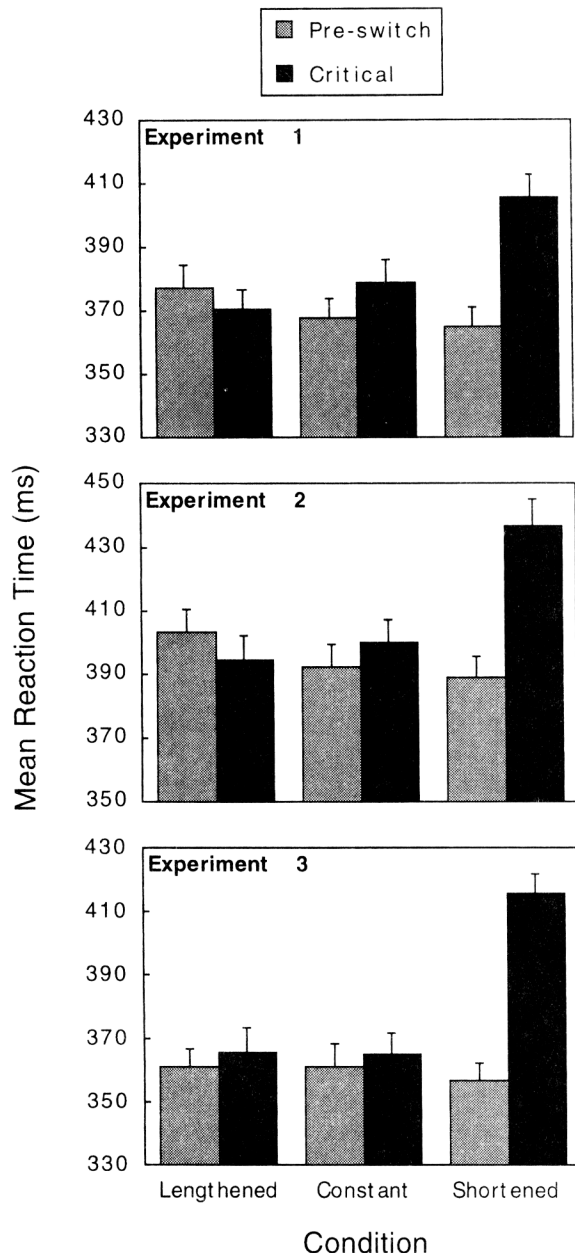 Pre-switch
Critical
430
Experiment 1
410
390
370
350
330
450
Experiment 2
430
410
390
370
350
430
Experiment 3
410
390
370
350
330
Mean Reaction Time (ms)
Lengthened Constant Shortened
Condition